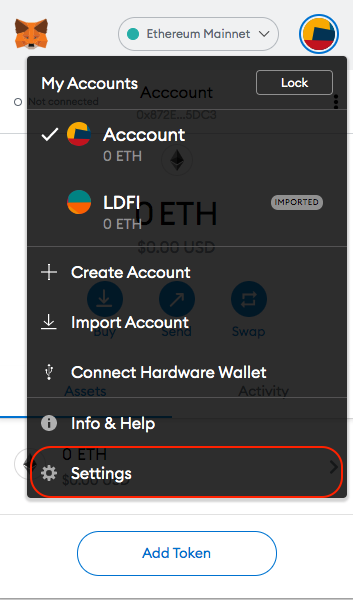 Ethereum Mainnet
My Accounts
Lock
Acccount
Not connected
0x872E...5DC3
Acccount
0 ETH
LDFI
0 ETH
IMPORTED
0 ETH
$0.00 USD
Create Account
Buy
Send
Swap
Import Account
Connect Hardware Wallet
Assets
Activity
Info & Help
0 ETH
Settings
$0.00 USD
Add Token